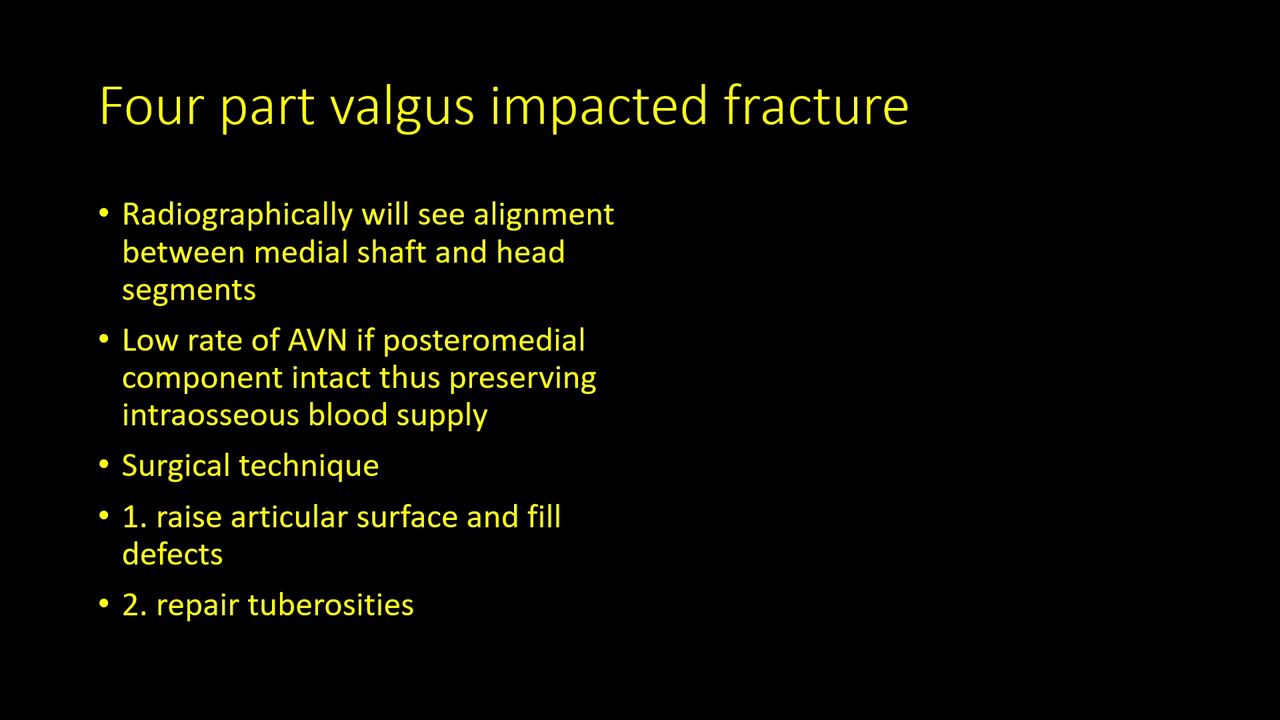 Four part valgus impacted fracture
• Radiographically will see alignment
between medial shaft and head
segments
• Low rate of AVN if posteromedial
component intact thus preserving
intraosseous blood supply
• Surgical technique
• 1. raise articular surface and fill
defects
• 2. repair tuberosities